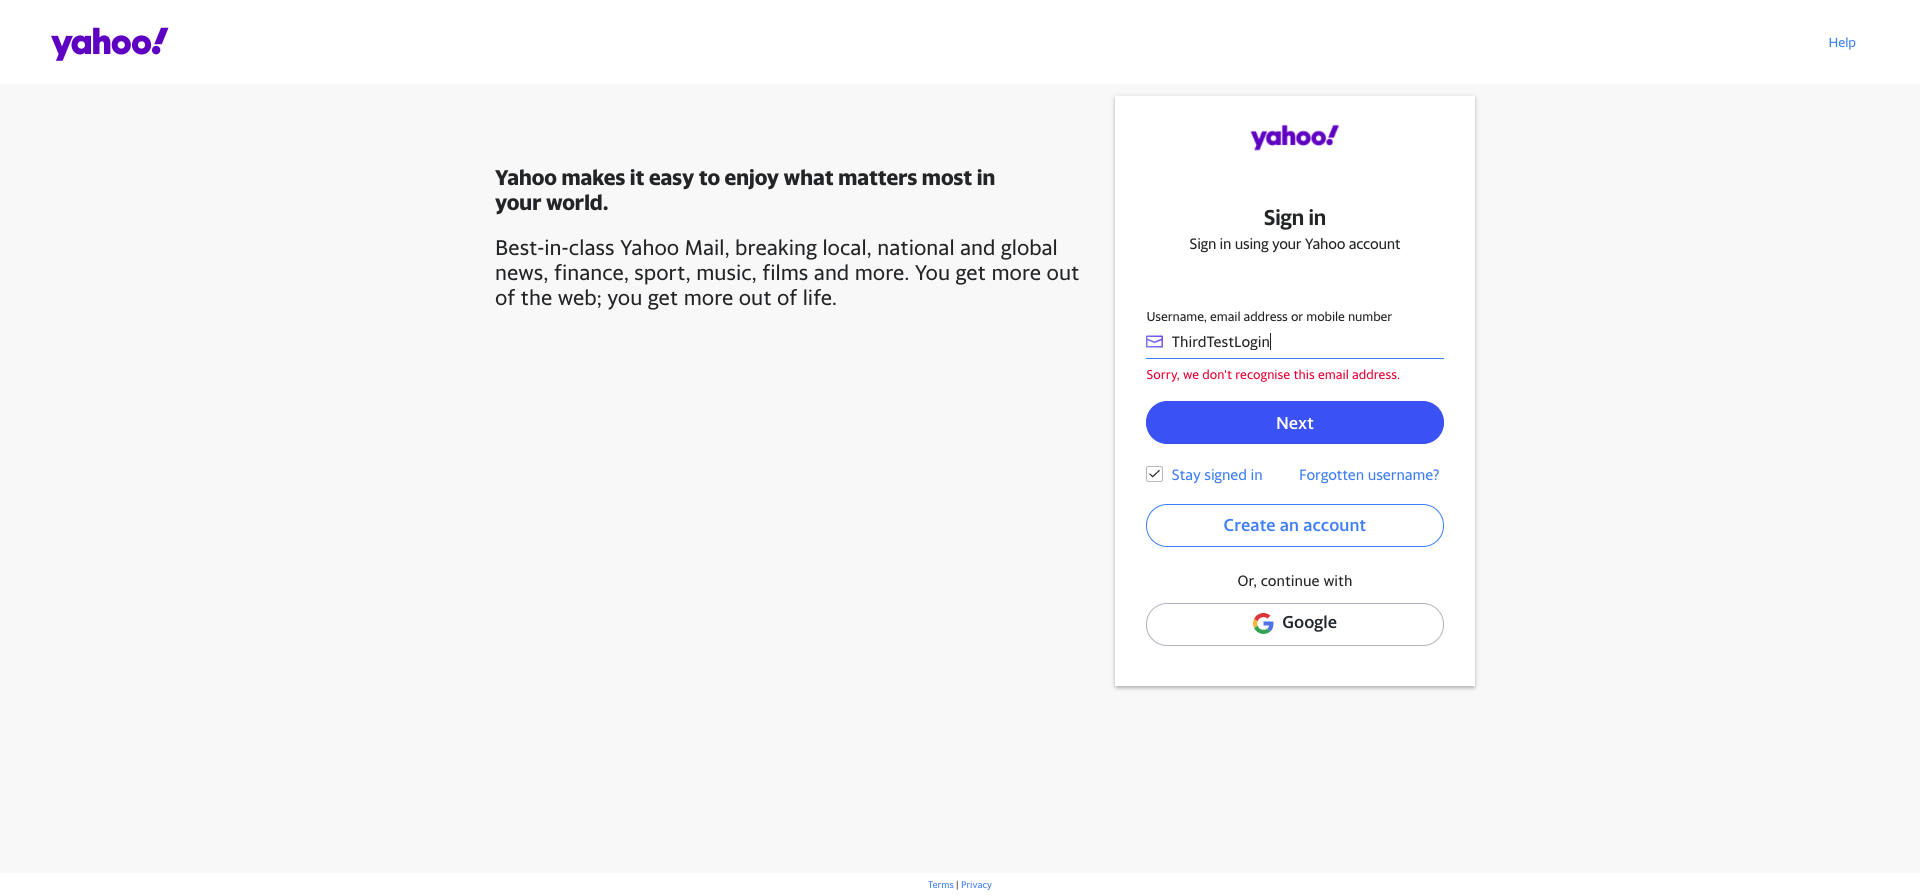 yahoo!
Help
Yahoo makes it easy to enjoy what matters most in
your world.
Best-in-class Yahoo Mail, breaking local, national and global
news, finance, sport, music, films and more. You get more out
of the web; you get more out of life.
yahoo!
Sign in
Sign in using your Yahoo account
Username, email address or mobile number
ThirdTestLogin
Sorry, we don't recognise this email address.
Next
Stay signed in Forgotten username?
Create an account
Or, continue with
Google
Terms | Privacy